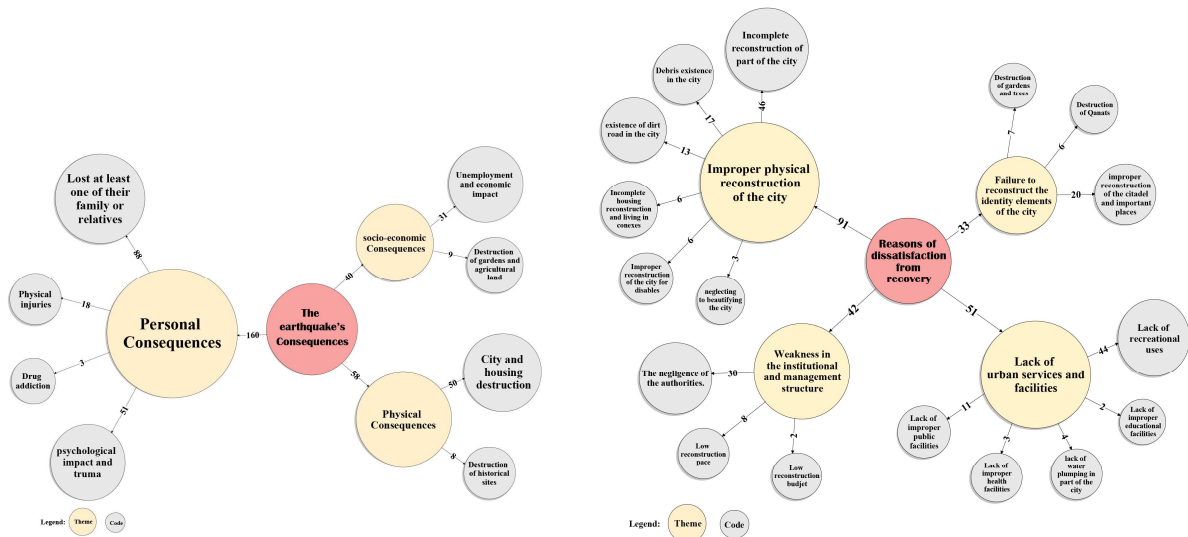 Lost at least
one of their
family or
relatives
88
Physical
injuries
18
Drug
addiction
3
psychological
impact and
truma
51
Personal
Consequences
160
The
earthquake's
Consequences
40
socio-economic
Consequences
31
Unemployment
and economic
impact
9
Destruction
of gardens and
agricultural
land
58
Physical
Consequences
50
City and
housing
destruction
8
Destruction
of historical
sites
Legend:
Theme
Code
Incomplete
reconstruction of
part of the city
46
Debris existence
in the city
17
existence of dirt
road in the city
13
Incomplete
housing
reconstruction
and living in
conexes
6
Improper
reconstruction
of the city for
disables
6
neglecting
to beautifying
the city
3
Improper physical
reconstruction
of the city
91
Reasons of
dissatisfaction
from
recovery
33
Failure to
reconstruct the
identity elements
of the city
7
Destruction
of gardens
and trees
6
Destruction
of Qanats
20
improper
reconstruction
of the citadel
and important
places
42
Weakness in
the institutional
and management
structure
30
The negligence of
the authorities.
8
Low
reconstruction
pace
2
Low
reconstruction
budjet
51
Lack of
urban services and
facilities
44
Lack of
recreational
uses
2
Lack of
improper
educational
facilities
4
lack of
water
plumping in
part of the
city
3
Lack of
improper
health
facilities
11
Lack of
improper
public
facilities
Legend:
Theme
Code